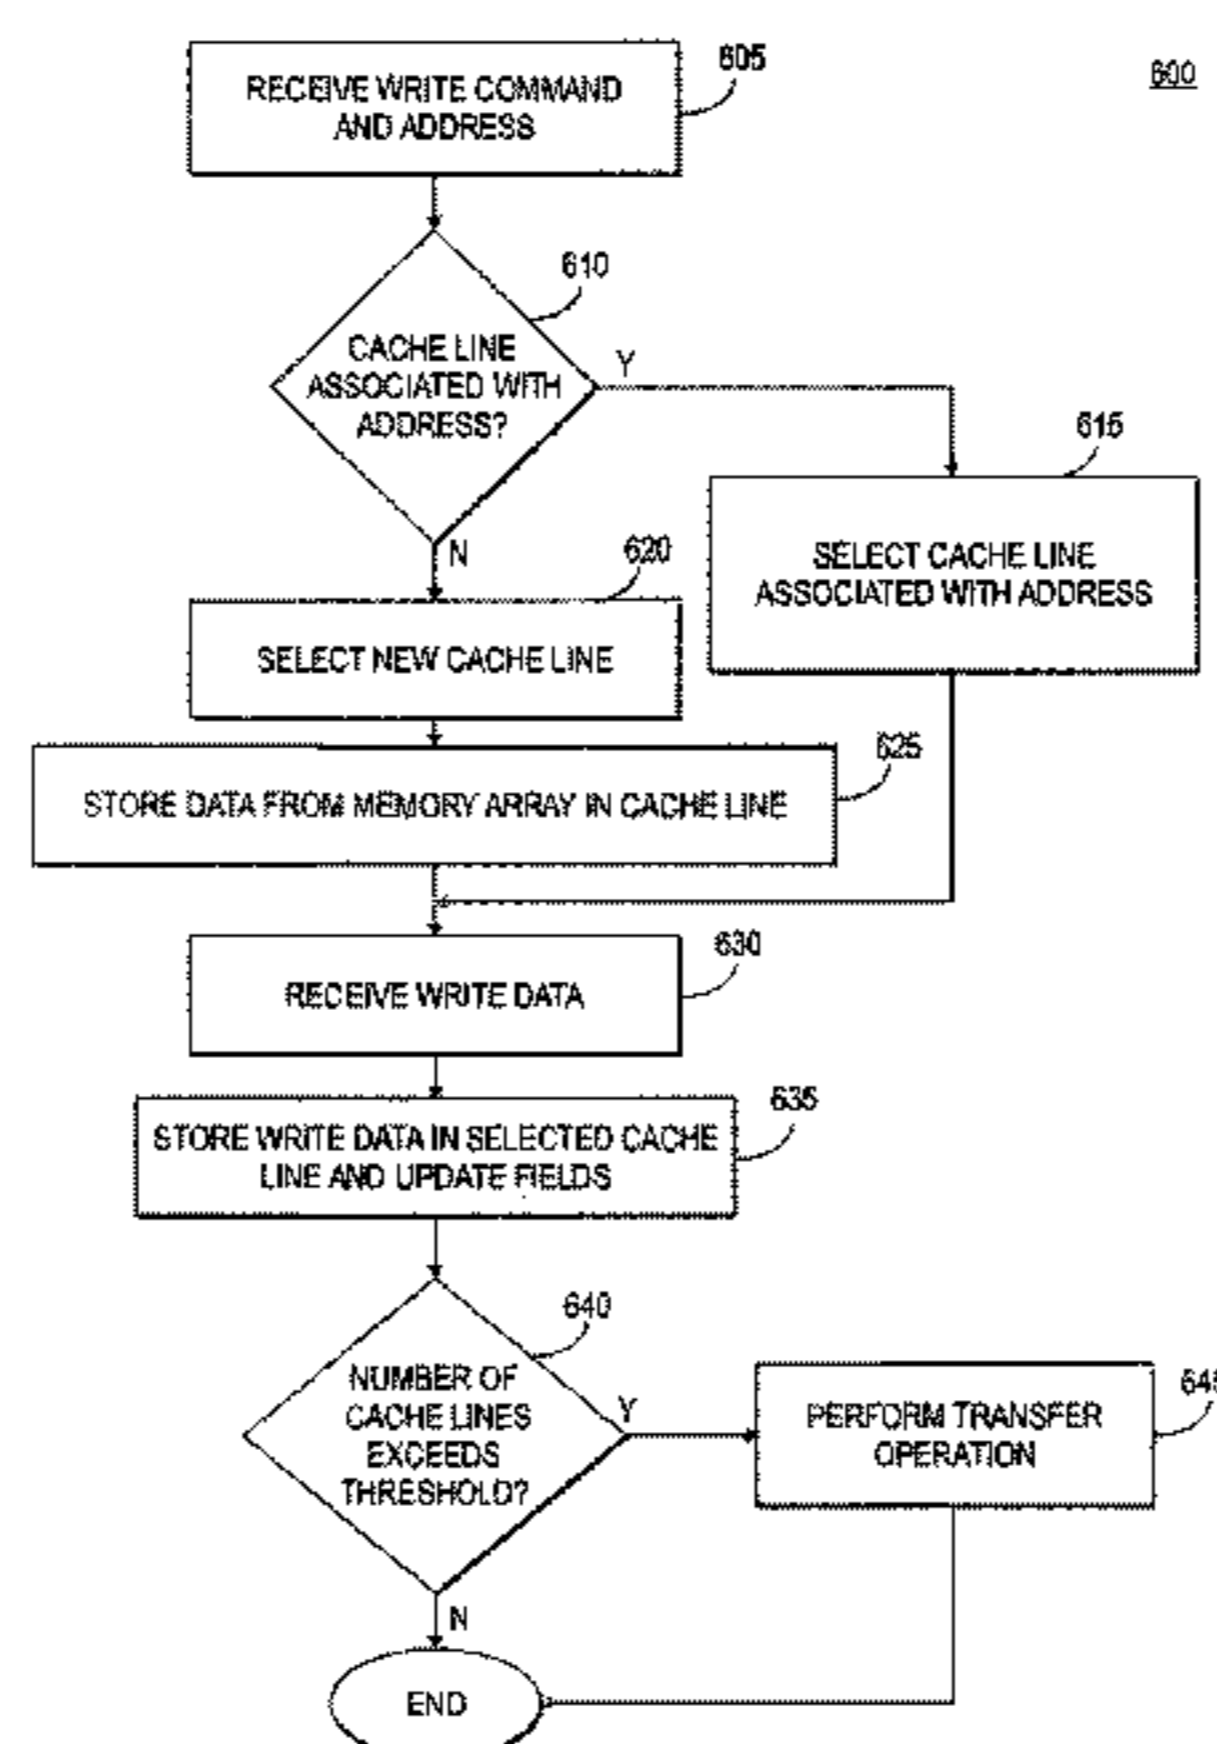 605
600
RECEIVE WRITE COMMAND
AND ADDRESS
610
CACHE LINE
ASSOCIATED WITH
ADDRESS?
Y
615
SELECT CACHE LINE
ASSOCIATED WITH ADDRESS
N
620
SELECT NEW CACHE LINE
625
STORE DATA FROM MEMORY ARRAY IN CACHE LINE
630
RECEIVE WRITE DATA
635
STORE WRITE DATA IN SELECTED CACHE
LINE AND UPDATE FIELDS
640
NUMBER OF
CACHE LINES
EXCEEDS
THRESHOLD?
Y
PERFORM TRANSFER
OPERATION
N
END